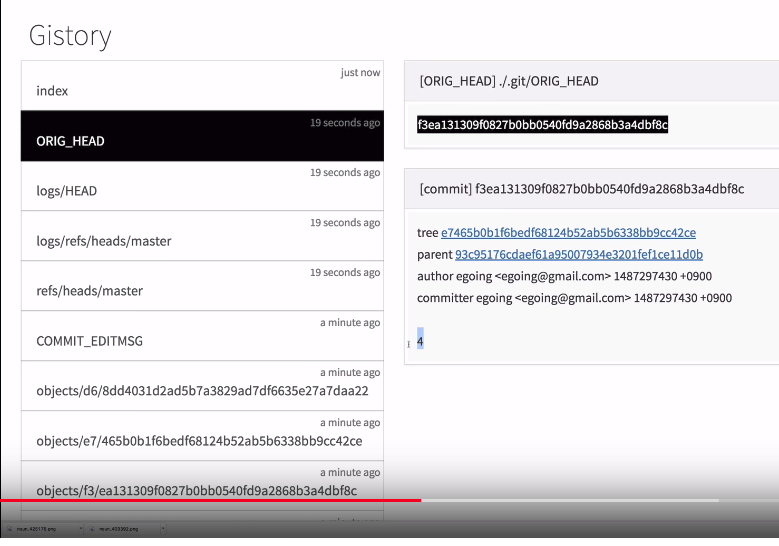 Gistory
just now
index
19 seconds ago
ORIG_HEAD
19 seconds ago
logs/HEAD
19 seconds ago
logs/refs/heads/master
19 seconds ago
refs/heads/master
a minute ago
COMMIT_EDITMSG
a minute ago
objects/d6/8dd4031d2ad5b7a3829ad7df6635e27a7daa22
a minute ago
objects/e7/465b0b1f6bedf68124b52ab5b6338bb9cc42ce
a minute ago
objects/f3/ea131309f0827b0bb0540fd9a2868b3a4dbf8c
[ORIG_HEAD] ./.git/ORIG_HEAD
f3ea131309f0827b0bb0540fd9a2868b3a4dbf8c
[commit] f3ea131309f0827b0bb0540fd9a2868b3a4dbf8c
tree e7465b0b1f6bedf68124b52ab5b6338bb9cc42ce
parent 93c95176cdaef61a95007934e3201fef1ce11d0b
author egoing <egoing@gmail.com> 1487297430 +0900
committer egoing <egoing@gmail.com> 1487297430 +0900
4